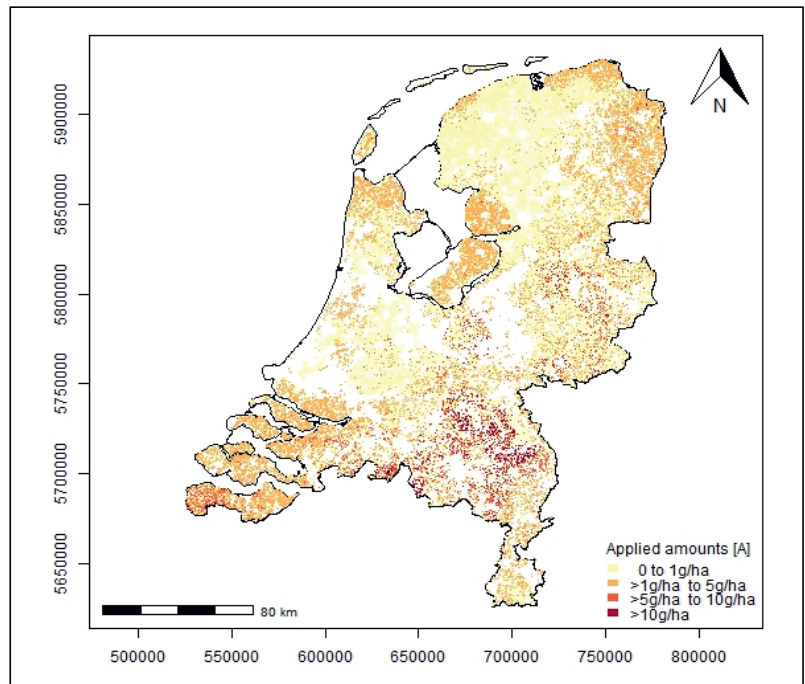 N
5900000
5850000
5800000
5750000
5700000
5650000
Applied amounts [A]
0 to 1g/ha
>1g/ha to 5g/ha
>5g/ha to 10g/ha
>10g/ha
80 km
500000 550000 600000 650000 700000 750000 800000